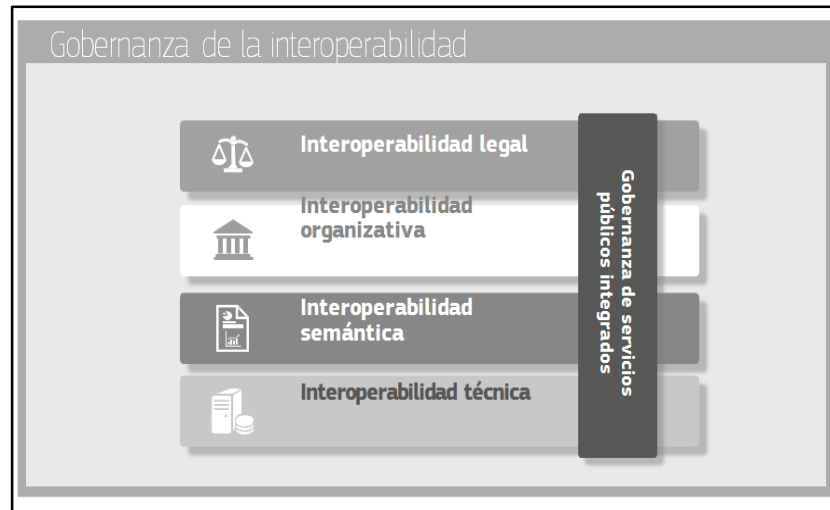 Gobernanza de la interoperabilidad
Interoperabilidad legal
Interoperabilidad
organizativa
Interoperabilidad
semántica
Interoperabilidad técnica
Gobernanza de servicios
públicos integrados